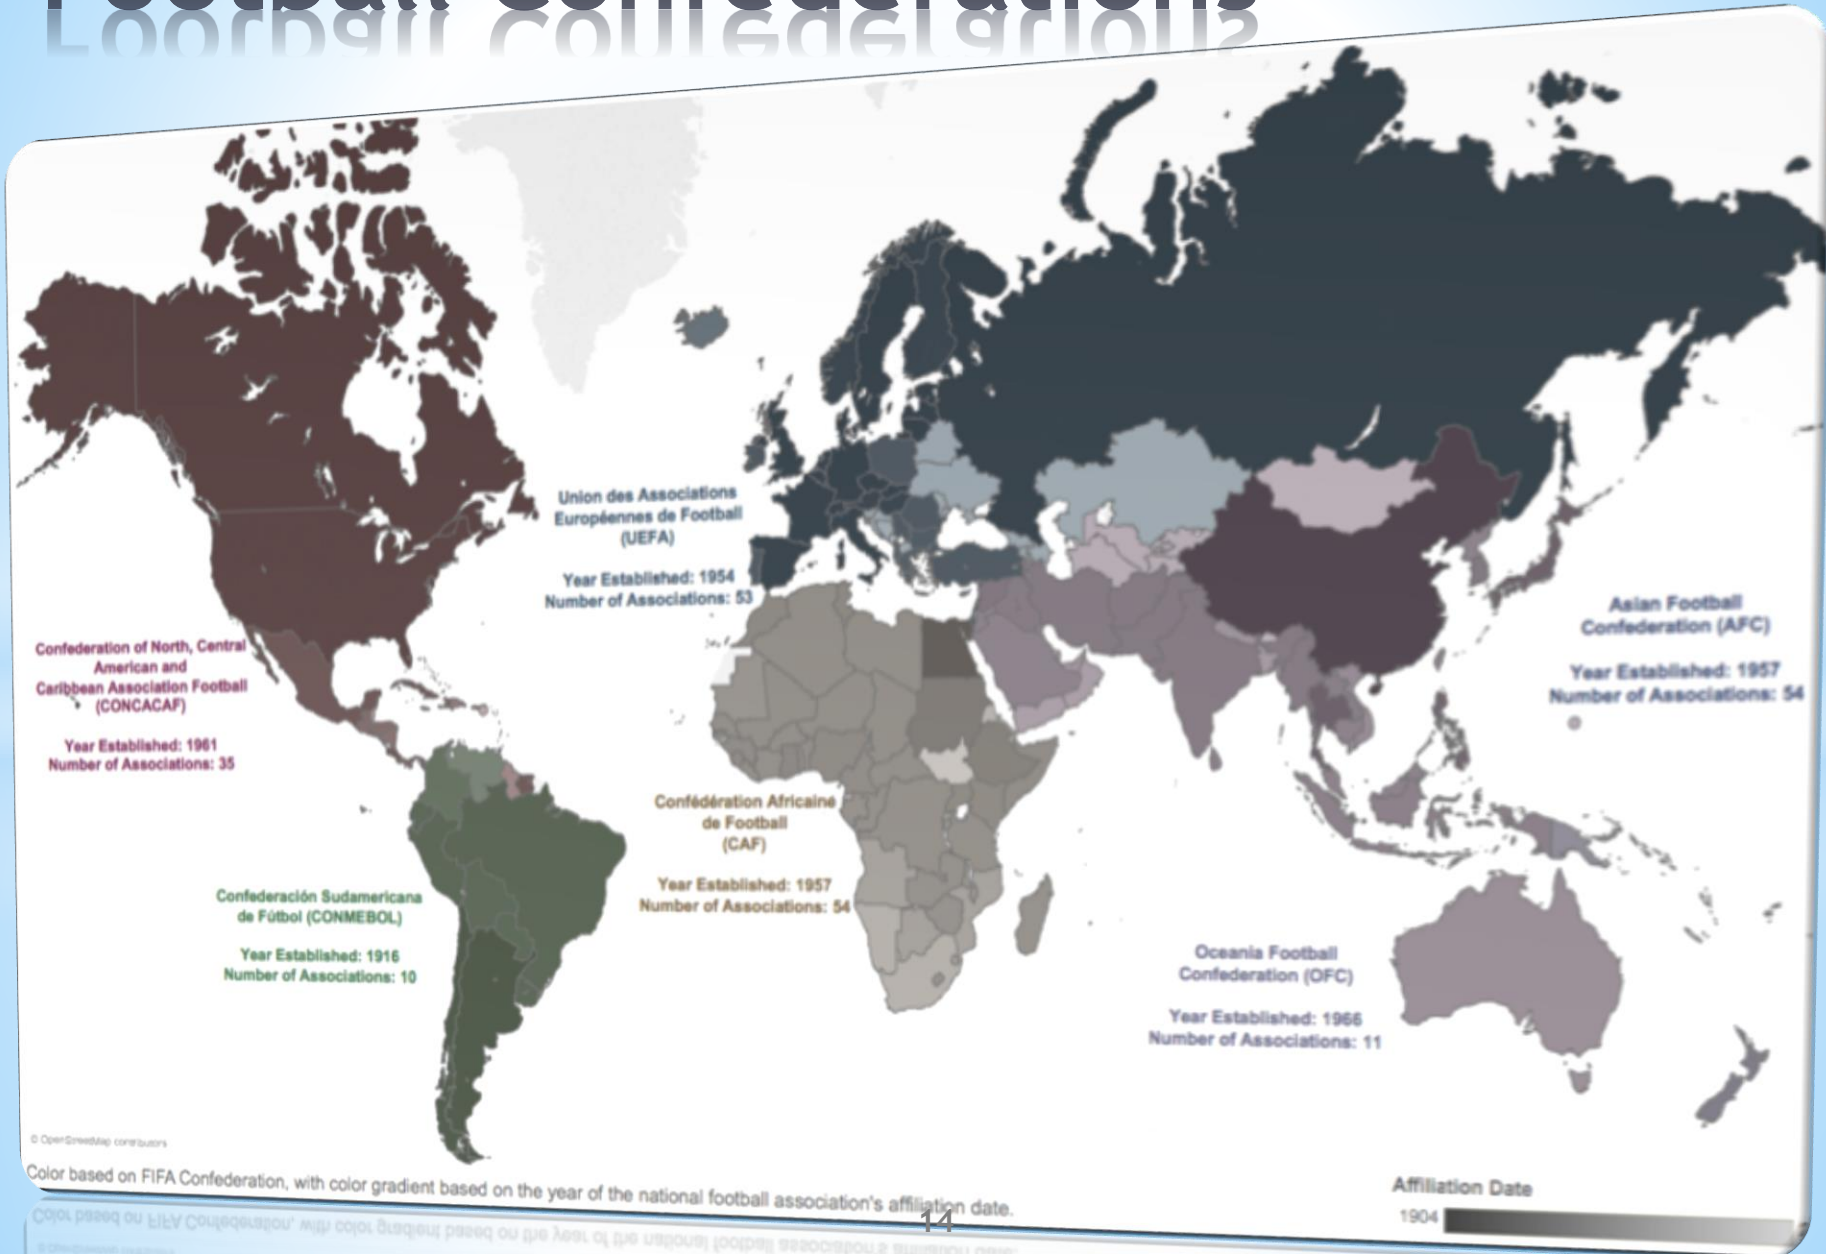 Football Confederations
Union des Associations
Européennes de Football
(UEFA)
Year Established: 1954
Number of Associations: 53
Confederation of North, Central
American and
Caribbean Association Football
(CONCACAF)
Year Established: 1961
Number of Associations: 35
Asian Football
Confederation (AFC)
Year Established: 1957
Number of Associations: 54
Confédération Africaine
de Football
(CAF)
Year Established: 1957
Number of Associations: 54
Confederación Sudamericana
de Fútbol (CONMEBOL)
Year Established: 1916
Number of Associations: 10
Oceania Football
Confederation (OFC)
Year Established: 1966
Number of Associations: 11
© OpenStreetMap contributors
Color based on FIFA Confederation, with color gradient based on the year of the national football association's affiliation date.
Affiliation Date
1904
14